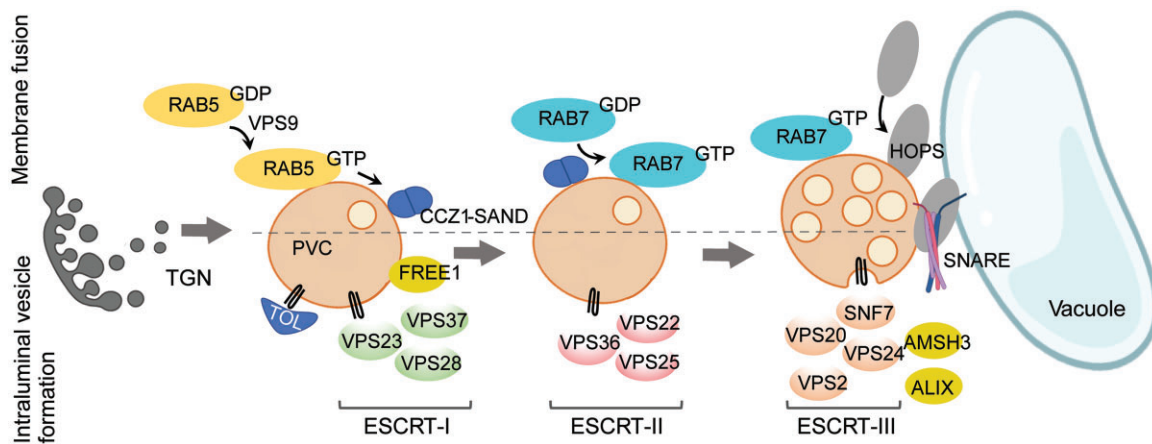 Membrane fusion
Intraluminal vesicle
formation
TGN
RAB5
GDP
VPS9
RAB5
GTP
CCZ1-SAND
PVC
FREE1
TOL
VPS23
VPS37
VPS28
ESCRT-I
RAB7
GDP
RAB7
GTP
VPS36
VPS22
VPS25
ESCRT-II
RAB7
GTP
HOPS
SNARE
SNF7
VPS20
VPS24
VPS2
AMSH3
ALIX
ESCRT-III
Vacuole